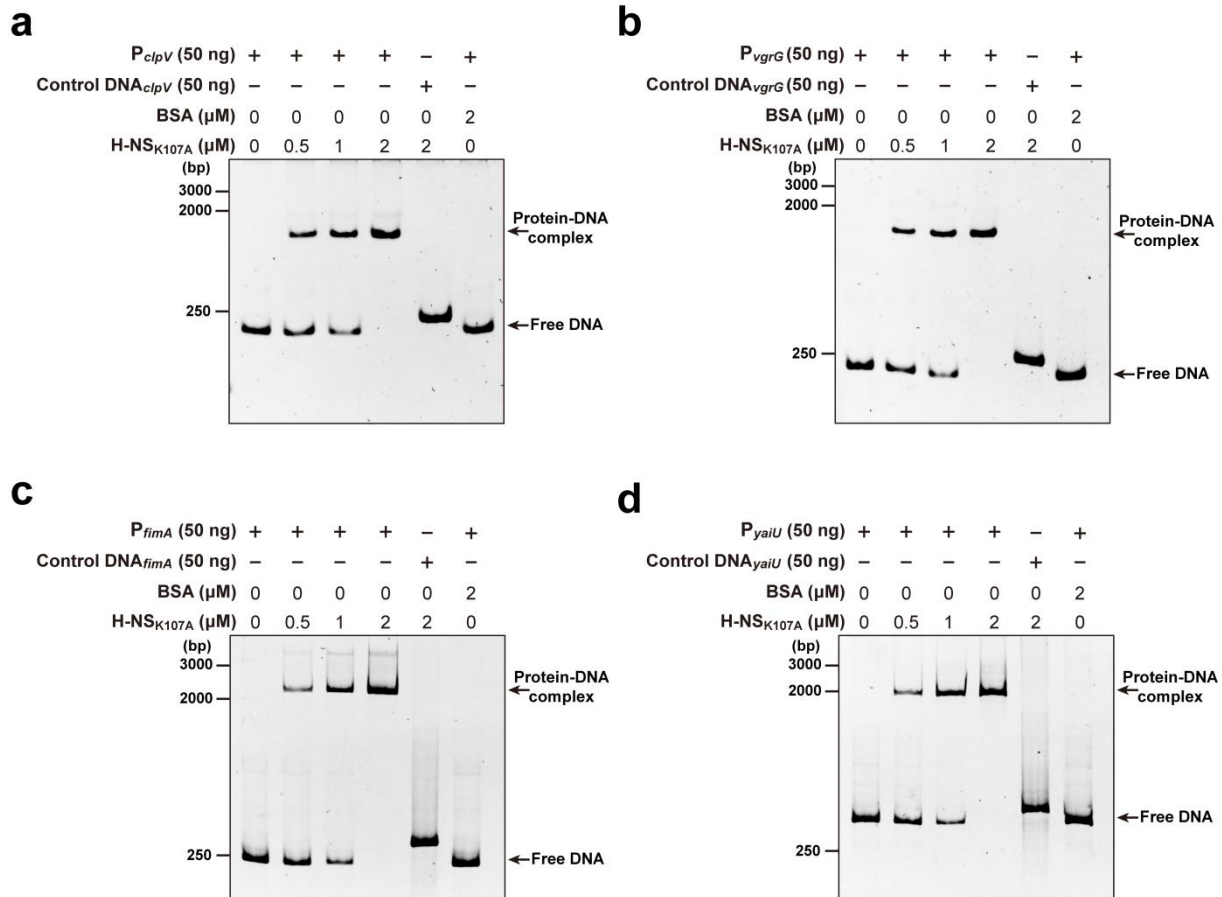 a
P clpV (50 ng) + + + + – +
Control DNA clpV (50 ng) – – – – + –
BSA (μM) 0 0 0 0 0 2
H-NS K107A (μM) 0 0.5 1 2 2 0
(bp)
3000
2000
250
Protein-DNA
complex
Free DNA
b
P vgrG (50 ng) + + + + – +
Control DNA vgrG (50 ng) – – – – + –
BSA (μM) 0 0 0 0 0 2
H-NS K107A (μM) 0 0.5 1 2 2 0
(bp)
3000
2000
250
Protein-DNA
complex
Free DNA
c
P fimA (50 ng) + + + + – +
Control DNA fimA (50 ng) – – – – + –
BSA (μM) 0 0 0 0 0 2
H-NS K107A (μM) 0 0.5 1 2 2 0
(bp)
3000
2000
250
Protein-DNA
complex
Free DNA
d
P yaiU (50 ng) + + + + – +
Control DNA yaiU (50 ng) – – – – + –
BSA (μM) 0 0 0 0 0 2
H-NS K107A (μM) 0 0.5 1 2 2 0
(bp)
3000
2000
250
Protein-DNA
complex
Free DNA